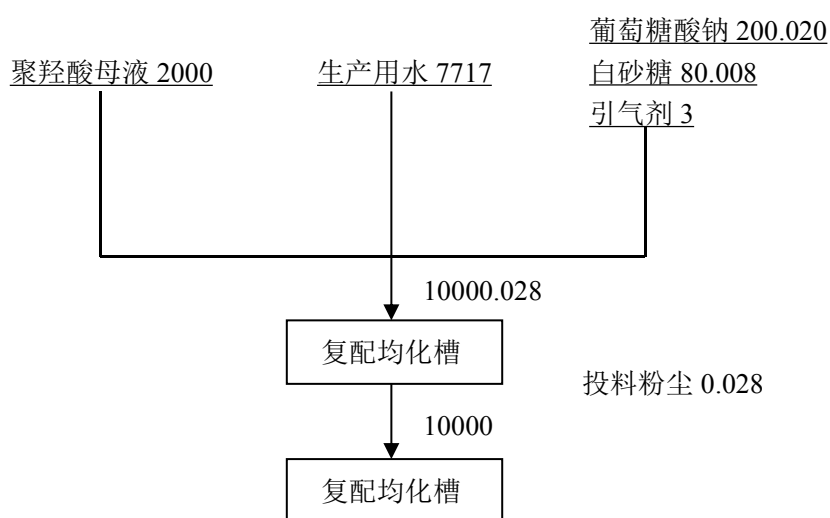 葡萄糖酸钠 200.020
聚羟酸母液 2000
生产用水 7717
白砂糖 80.008
引气剂 3
10000.028
复配均化槽
投料粉尘 0.028
10000
复配均化槽